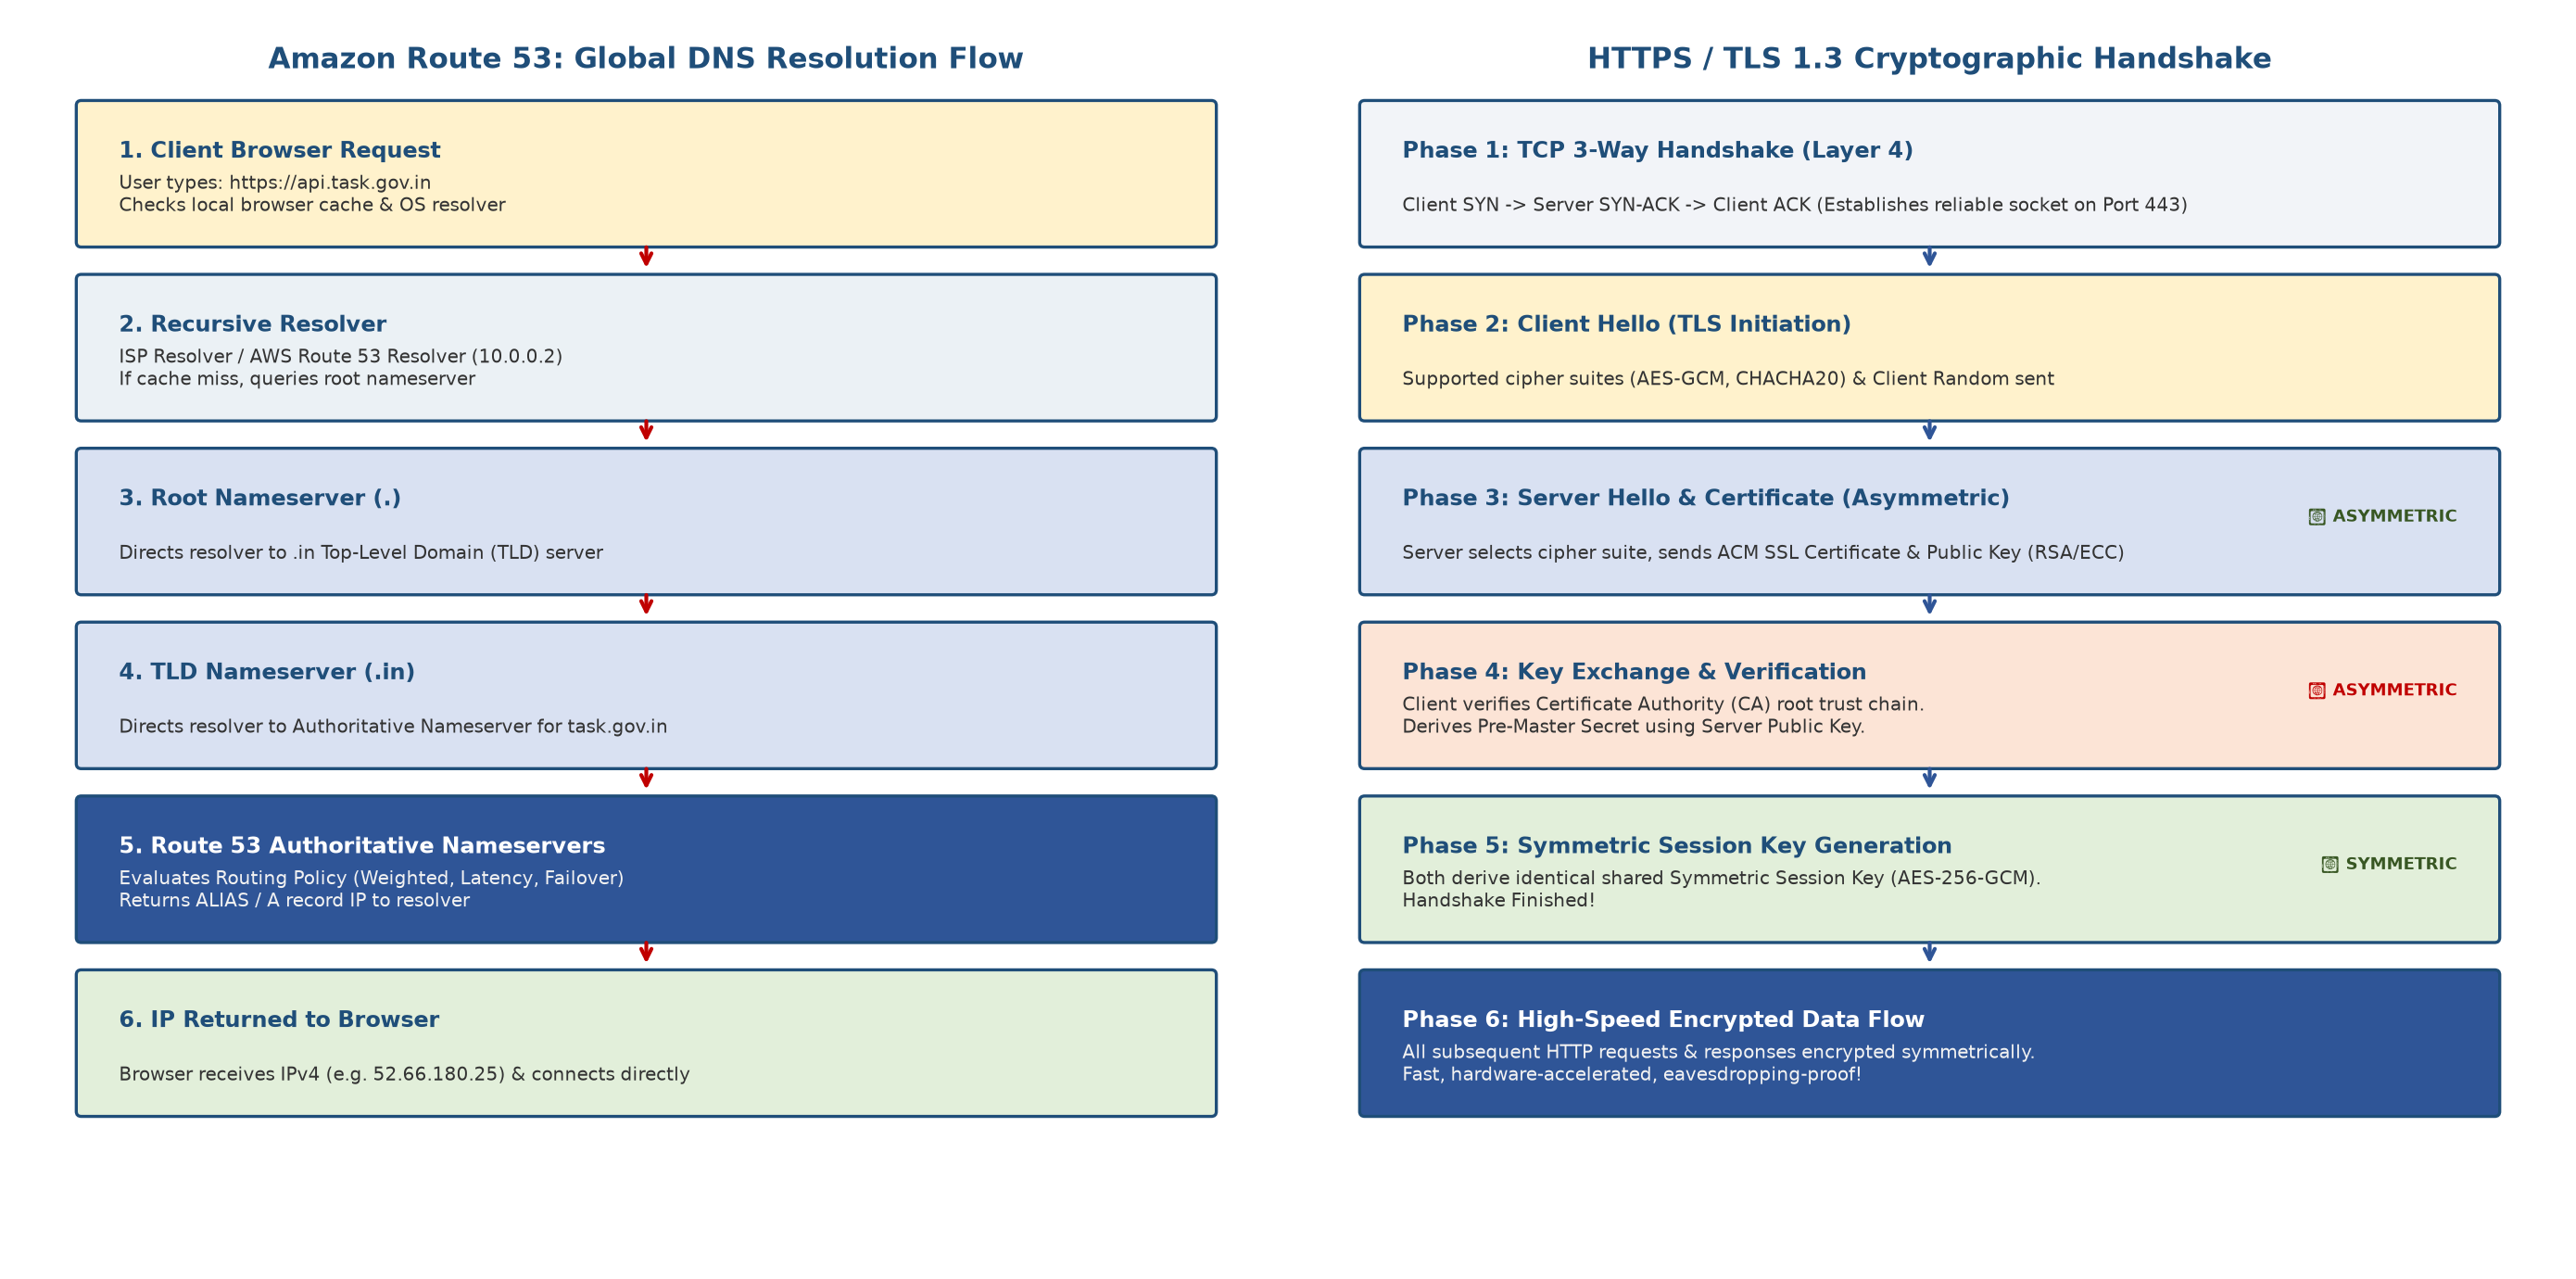 Amazon Route 53: Global DNS Resolution Flow
1. Client Browser Request
User types: https://api.task.gov.in
Checks local browser cache & OS resolver
2. Recursive Resolver
ISP Resolver / AWS Route 53 Resolver (10.0.0.2)
If cache miss, queries root nameserver
3. Root Nameserver (.)
Directs resolver to .in Top-Level Domain (TLD) server
4. TLD Nameserver (.in)
Directs resolver to Authoritative Nameserver for task.gov.in
5. Route 53 Authoritative Nameservers
Evaluates Routing Policy (Weighted, Latency, Failover)
Returns ALIAS / A record IP to resolver
6. IP Returned to Browser
Browser receives IPv4 (e.g. 52.66.180.25) & connects directly
HTTPS / TLS 1.3 Cryptographic Handshake
Phase 1: TCP 3-Way Handshake (Layer 4)
Client SYN -> Server SYN-ACK -> Client ACK (Establishes reliable socket on Port 443)
Phase 2: Client Hello (TLS Initiation)
Supported cipher suites (AES-GCM, CHACHA20) & Client Random sent
Phase 3: Server Hello & Certificate (Asymmetric)
ASYMMETRIC
Server selects cipher suite, sends ACM SSL Certificate & Public Key (RSA/ECC)
Phase 4: Key Exchange & Verification
ASYMMETRIC
Client verifies Certificate Authority (CA) root trust chain.
Derives Pre-Master Secret using Server Public Key.
Phase 5: Symmetric Session Key Generation
SYMMETRIC
Both derive identical shared Symmetric Session Key (AES-256-GCM).
Handshake Finished!
Phase 6: High-Speed Encrypted Data Flow
All subsequent HTTP requests & responses encrypted symmetrically.
Fast, hardware-accelerated, eavesdropping-proof!